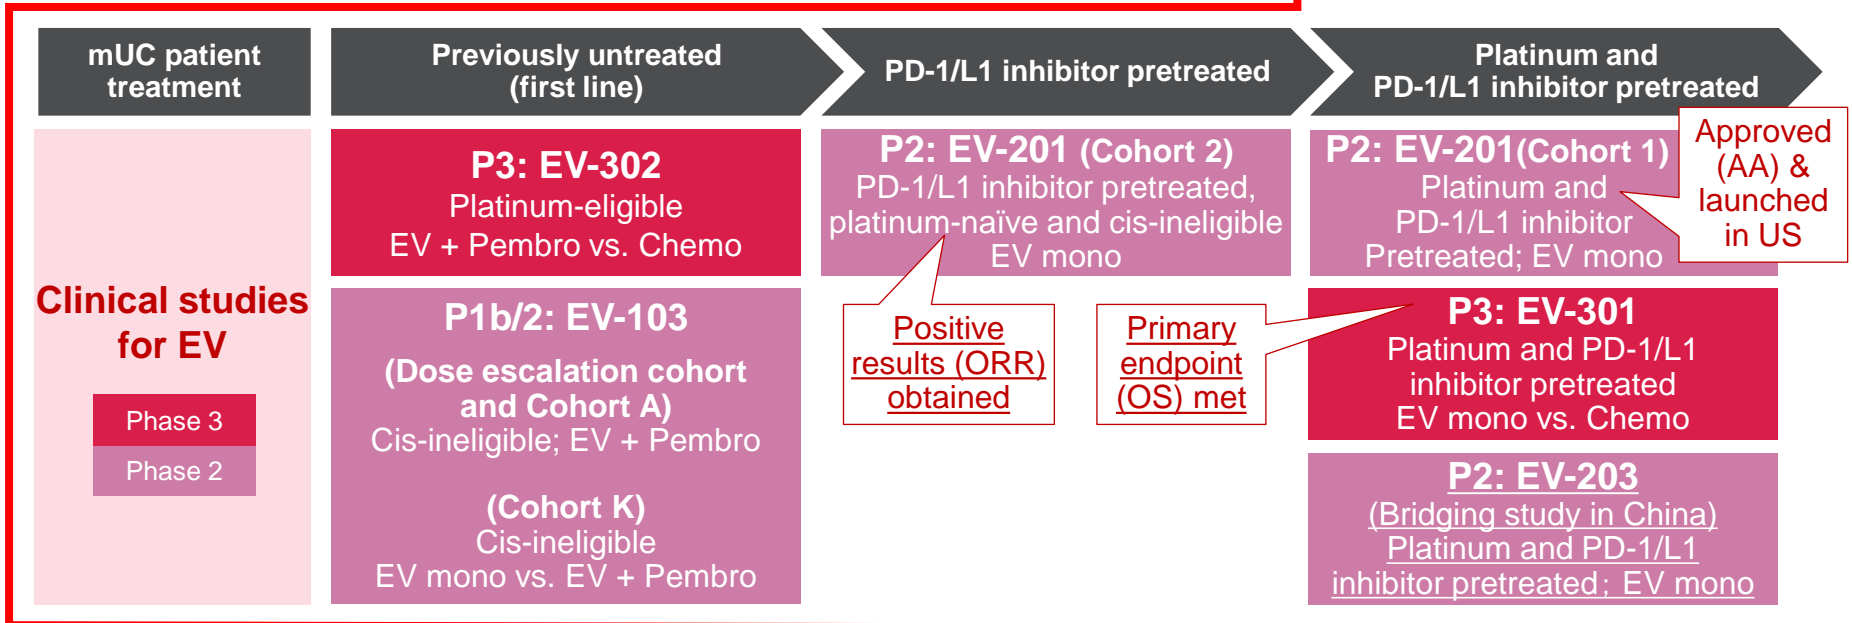 mUC patient
treatment
Previously untreated
(first line)
PD-1/L1 inhibitor pretreated
Platinum and
PD-1/L1 inhibitor pretreated
Clinical studies
for EV
Phase 3
Phase 2
P3: EV-302
Platinum-eligible
EV + Pembro vs. Chemo
P1b/2: EV-103
(Dose escalation cohort
and Cohort A)
Cis-ineligible; EV + Pembro
(Cohort K)
Cis-ineligible
EV mono vs. EV + Pembro
P2: EV-201 (Cohort 2)
PD-1/L1 inhibitor pretreated,
platinum-naïve and cis-ineligible
EV mono
Positive
results (ORR)
obtained
P2: EV-201(Cohort 1)
Platinum and
PD-1/L1 inhibitor
Pretreated; EV mono
Approved
(AA) &
launched
in US
Primary
endpoint
(OS) met
P3: EV-301
Platinum and PD-1/L1
inhibitor pretreated
EV mono vs. Chemo
P2: EV-203
(Bridging study in China)
Platinum and PD-1/L1
inhibitor pretreated; EV mono